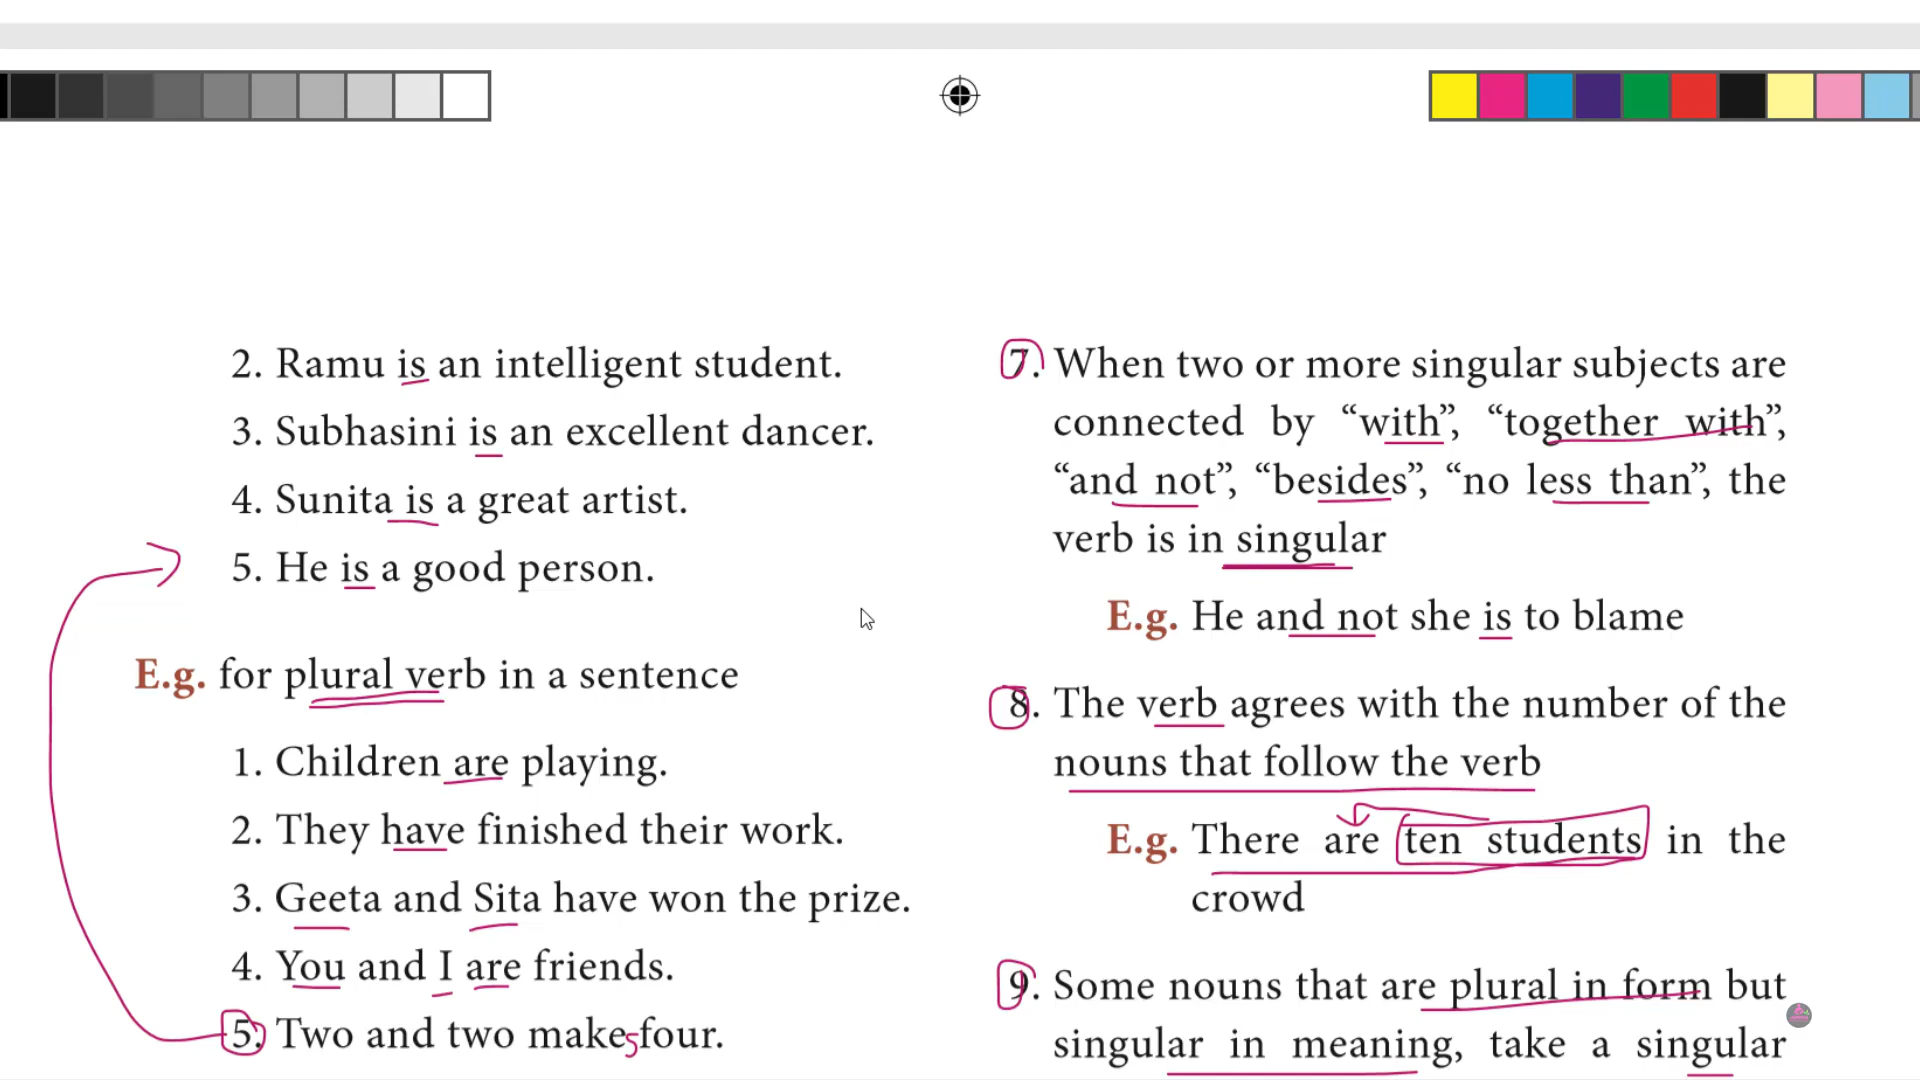 2. Ramu is an intelligent student.
3. Subhasini is an excellent dancer.
4. Sunita is a great artist.
5. He is a good person.
E.g. for plural verb in a sentence
1. Children are playing.
2. They have finished their work.
3. Geeta and Sita have won the prize.
4. You and I are friends.
5. Two and two makes four.
7. When two or more singular subjects are
connected by “with”, “together with”,
“and not”, “besides”, “no less than”, the
verb is in singular
E.g. He and not she is to blame
8. The verb agrees with the number of the
nouns that follow the verb
E.g. There are ten students in the
crowd
9. Some nouns that are plural in form but
singular in meaning, take a singular